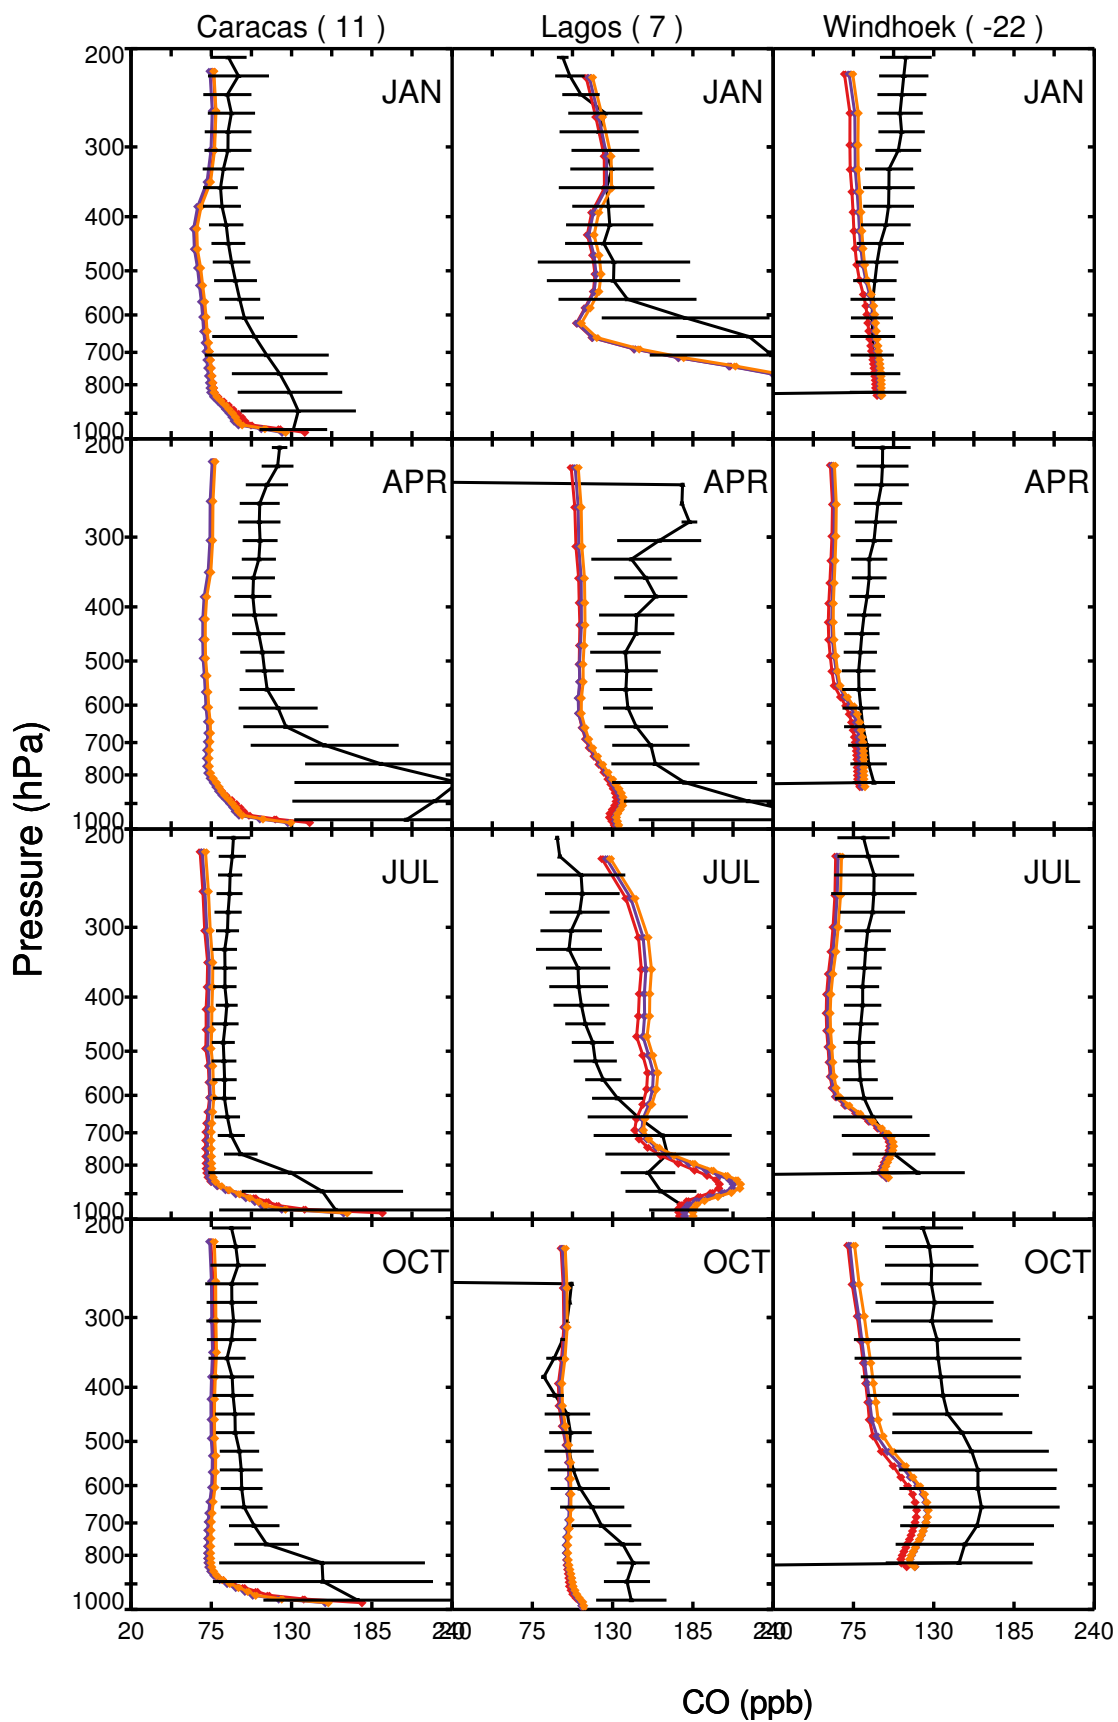 Caracas ( 11 ) Lagos ( 7 ) Windhoek ( -22 )
200 JAN JAN JAN
300
400
500
600
700
800
1000
200 APR APR APR
300
400
500
600
700
800
1000
200 JUL JUL JUL
300
400
500
600
700
800
1000
200 OCT OCT OCT
300
400
500
600
700
800
1000
20 75 130 185 240
20 75 130 185 240
20 75 130 185 240
Pressure (hPa)
CO (ppb)